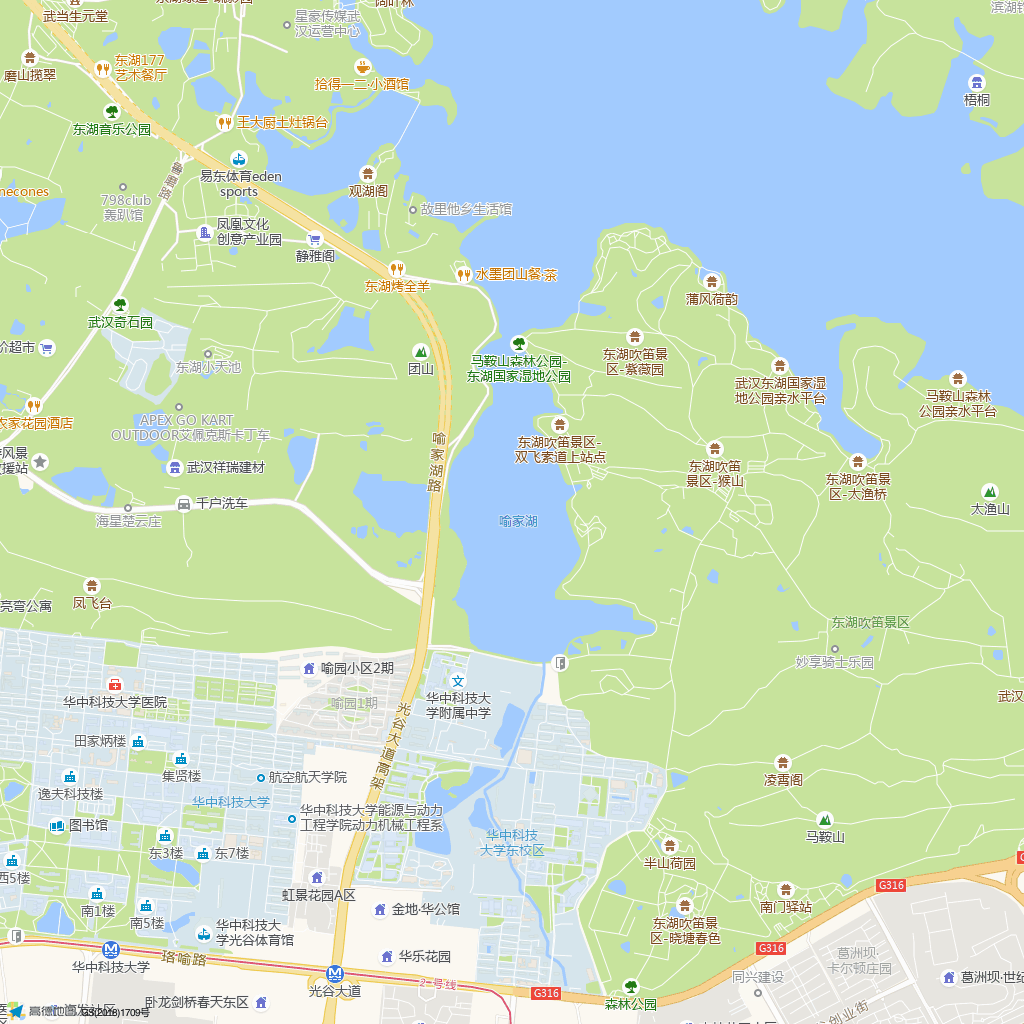 武当生元堂
星豪传媒武
汉运营中心
东湖177
艺术餐厅
磨山揽翠
拾得一二·小酒馆
梧桐
东湖音乐公园
王大厨土灶锅台
鲁磨路
易东体育eden
sports
观湖阁
necones
798club
轰趴馆
故里他乡生活馆
凤凰文化
创意产业园
静雅阁
东湖烤全羊
水墨团山餐·茶
蒲风荷韵
武汉奇石园
价超市
东湖小天池
团山
马鞍山森林公园-
东湖国家湿地公园
东湖吹笛景
区-紫薇园
武汉东湖国家湿
地公园亲水平台
马鞍山森林
公园亲水平台
农家花园酒店
APEX GO KART
OUTDOOR艾佩克斯卡丁车
喻家湖路
东湖吹笛景区-
双飞索道上站点
东湖吹笛
景区-猴山
东湖吹笛景
区-大渔桥
风景
救援站
武汉祥瑞建材
千户洗车
海星楚云庄
喻家湖
大渔山
凤飞台
亮弯公寓
东湖吹笛景区
妙享骑士乐园
喻园小区2期
喻园1期
华中科技大学医院
华中科技大
学附属中学
武汉
光谷大道高架
田家炳楼
集贤楼
航空航天学院
逸夫科技楼
华中科技大学
华中科技大学能源与动力
工程学院动力机械工程系
图书馆
凌霄阁
马鞍山
东3楼
东7楼
华中科技
大学东校区
半山荷园
西5楼
虹景花园A区
G316
南1楼
南5楼
金地·华公馆
南门驿站
华中科技大
学光谷体育馆
东湖吹笛景
区-晓塘春色
G316
葛洲坝·
卡尔顿庄园
华中科技大学
珞喻路
华乐花园
光谷大道
2号线
G316
同兴建设
葛洲坝·世纪
卧龙剑桥春天东区
森林公园
创业街
高德地图
GS(2018)1709号